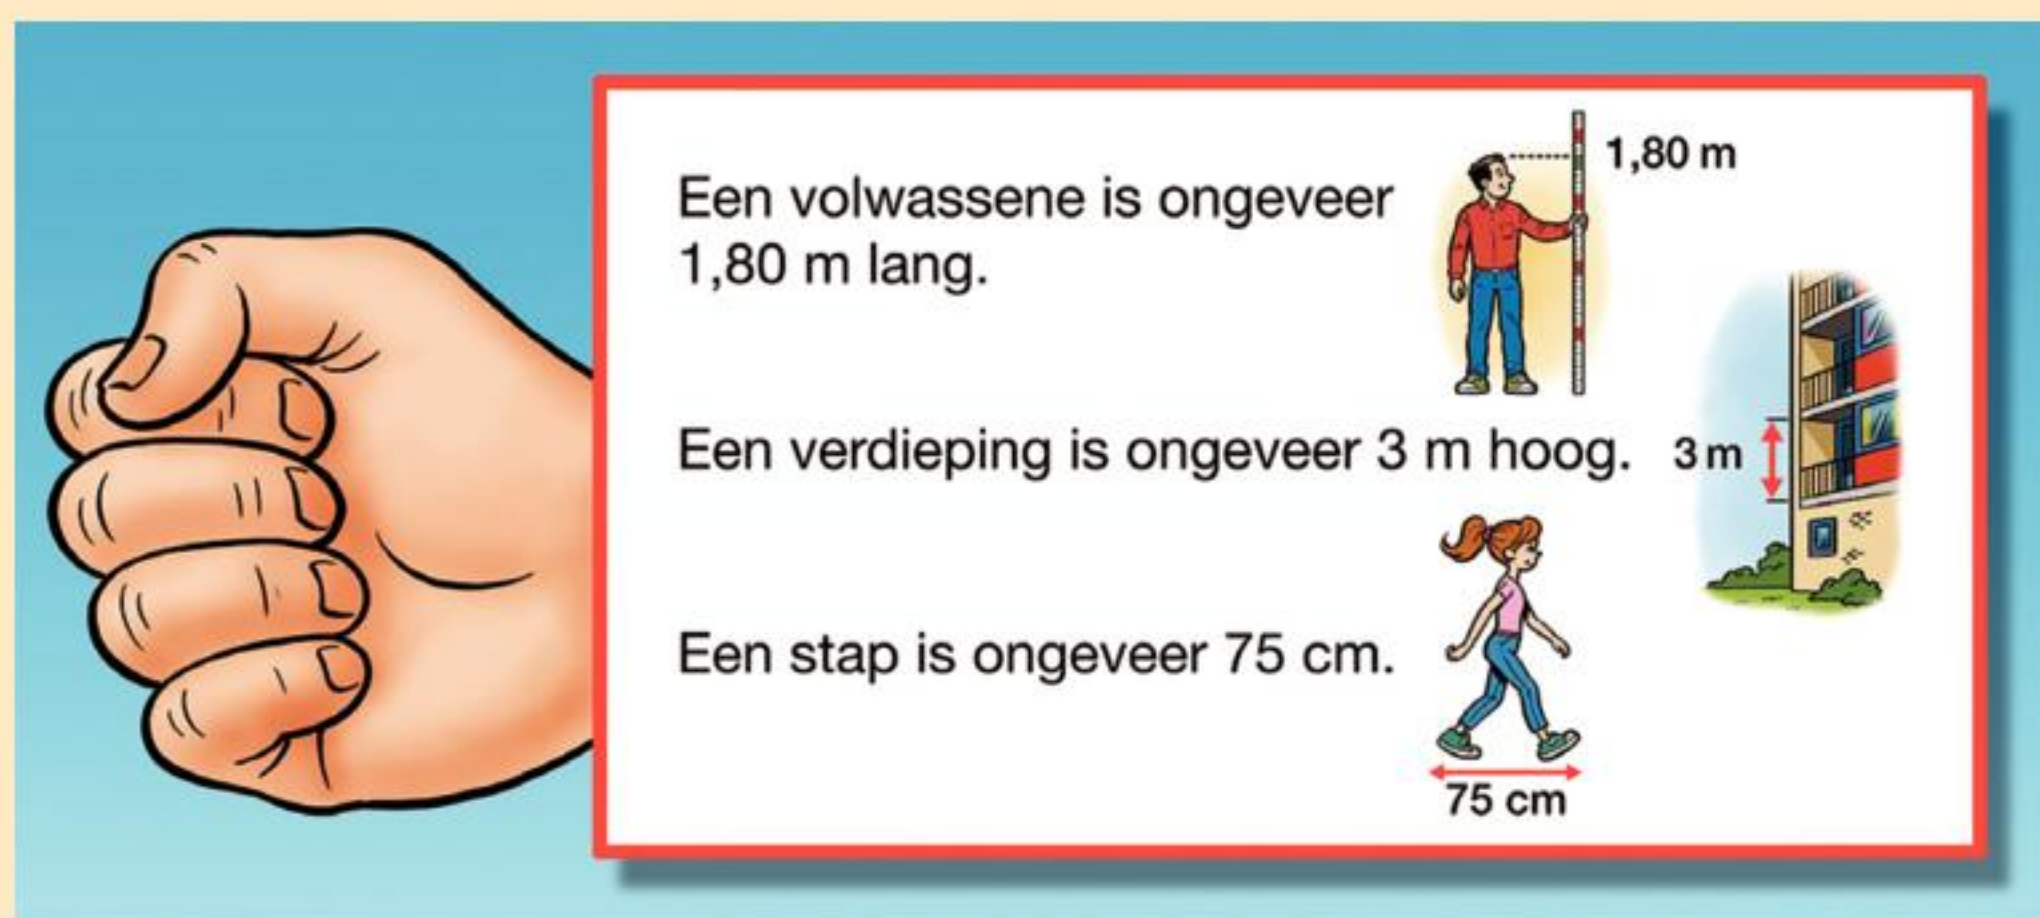 Een volwassene is ongeveer
1,80 m lang.
1,80 m
Een verdieping is ongeveer 3 m hoog.
3 m
Een stap is ongeveer 75 cm.
75 cm